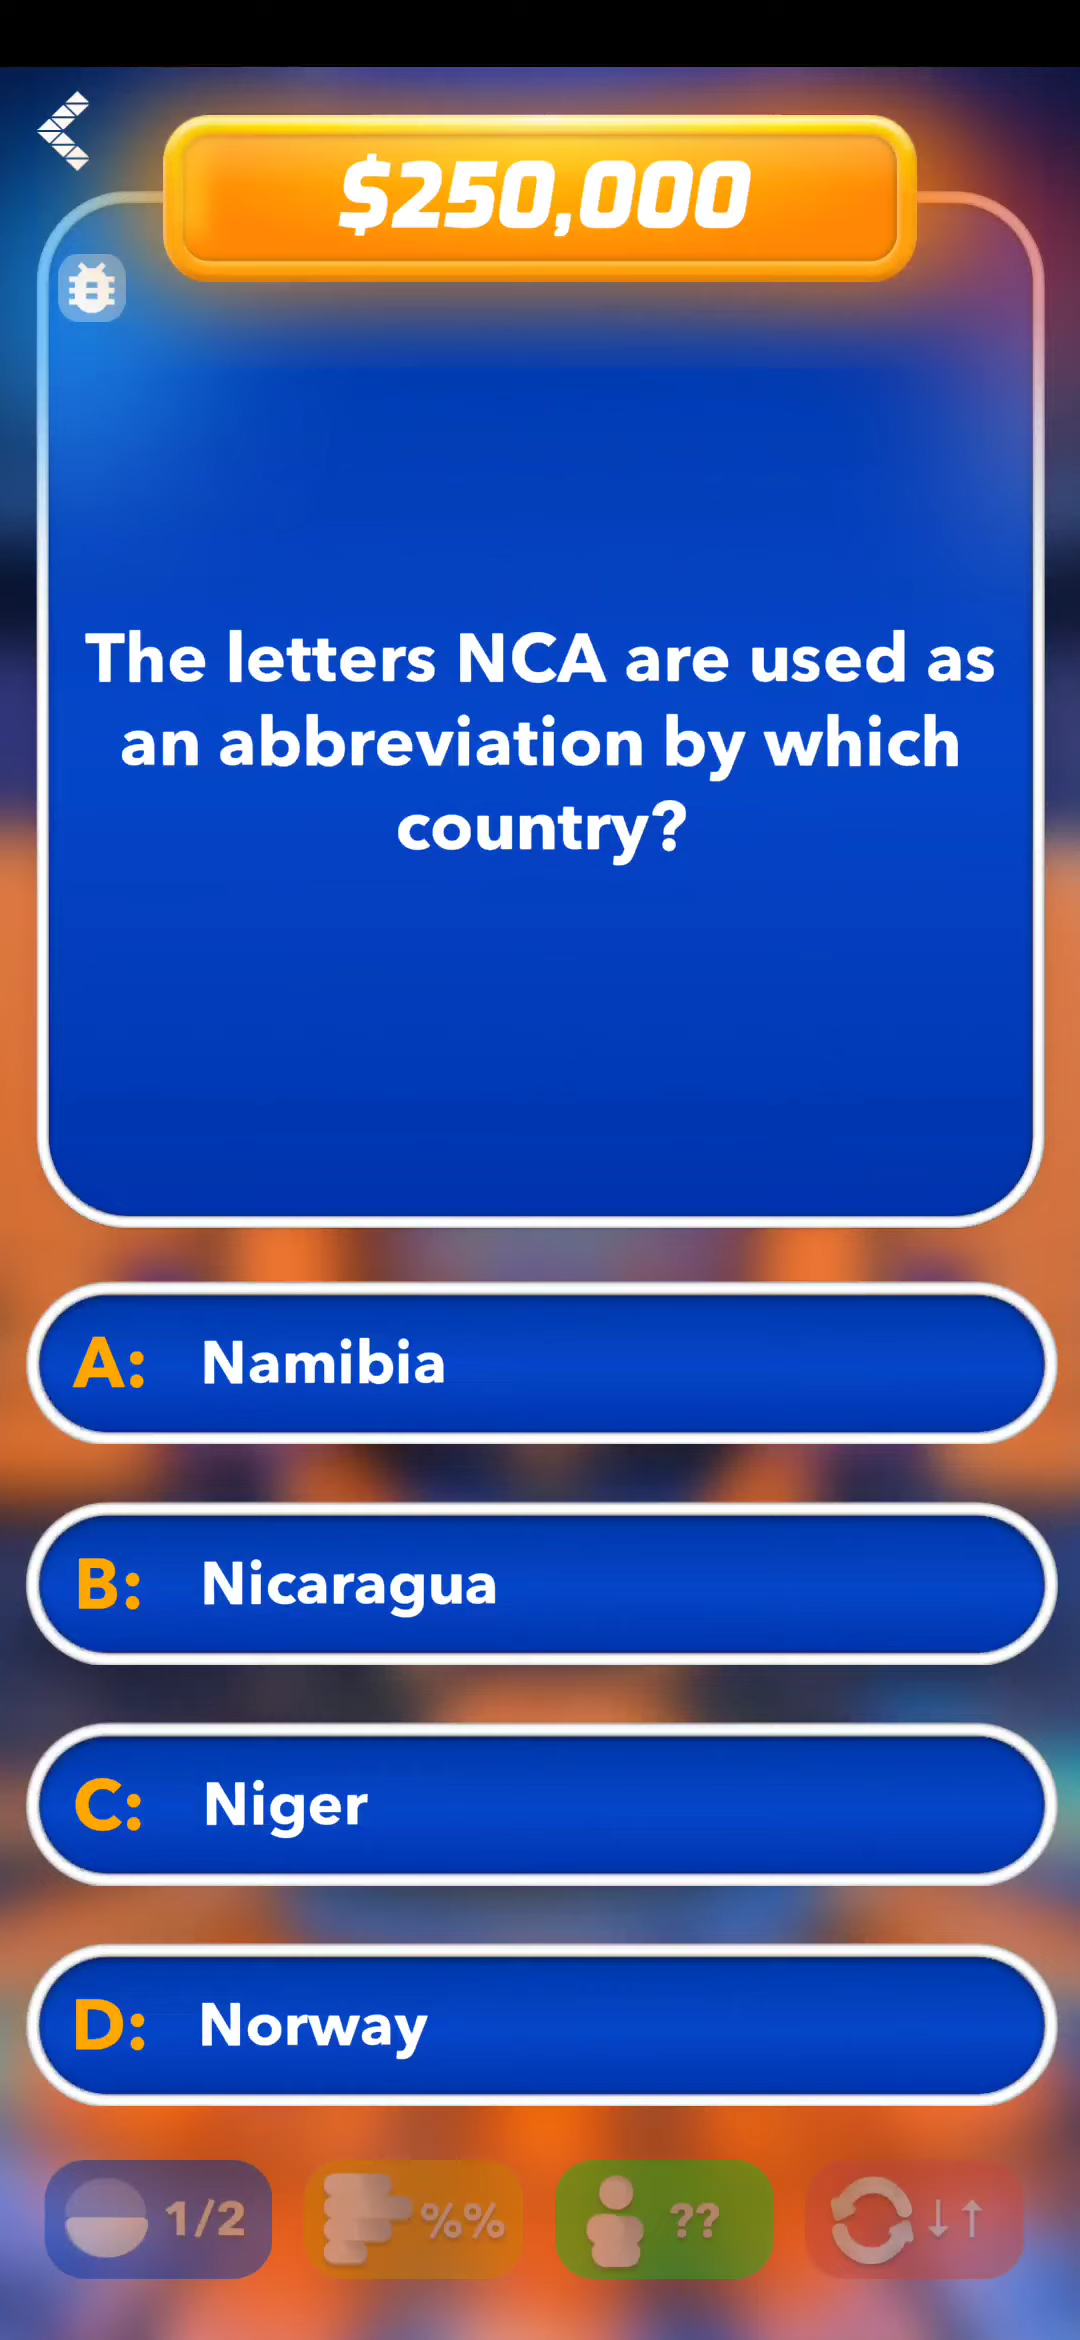 $250,000
The letters NCA are used as
an abbreviation by which
country?
A: Namibia
B: Nicaragua
C: Niger
D: Norway
1/2
%%
??
↓↑